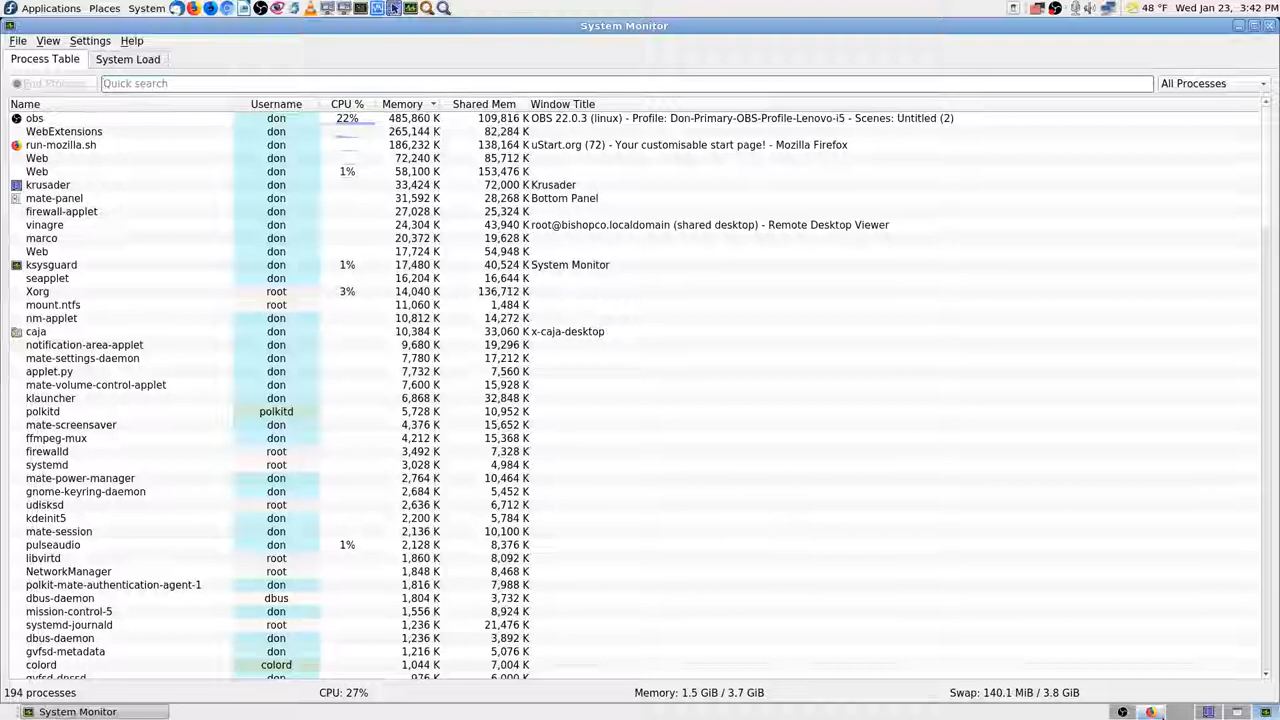 Applications Places System 48 °F Wed Jan 23, 3:42 PM
System Monitor
File View Settings Help
Process Table System Load
End Process... Quick search All Processes
Name Username CPU % Memory Shared Mem Window Title
obs don 22% 485,860 K 109,816 K OBS 22.0.3 (linux) - Profile: Don-Primary-OBS-Profile-Lenovo-i5 - Scenes: Untitled (2)
WebExtensions don 265,144 K 82,284 K
run-mozilla.sh don 186,232 K 138,164 K uStart.org (72) - Your customisable start page! - Mozilla Firefox
Web don 72,240 K 85,712 K
Web don 1% 58,100 K 153,476 K
krusader don 33,424 K 72,000 K Krusader
mate-panel don 31,592 K 28,268 K Bottom Panel
firewall-applet don 27,028 K 25,324 K
vinagre don 24,304 K 43,940 K root@bishopco.localdomain (shared desktop) - Remote Desktop Viewer
marco don 20,372 K 19,628 K
Web don 17,724 K 54,948 K
ksysguard don 1% 17,480 K 40,524 K System Monitor
seapplet don 16,204 K 16,644 K
Xorg root 3% 14,040 K 136,712 K
mount.ntfs root 11,060 K 1,484 K
nm-applet don 10,812 K 14,272 K
caja don 10,384 K 33,060 K x-caja-desktop
notification-area-applet don 9,680 K 19,296 K
mate-settings-daemon don 7,780 K 17,212 K
applet.py don 7,732 K 7,560 K
mate-volume-control-applet don 7,600 K 15,928 K
klauncher don 6,868 K 32,848 K
polkitd polkitd 5,728 K 10,952 K
mate-screensaver don 4,376 K 15,652 K
ffmpeg-mux don 4,212 K 15,368 K
firewalld root 3,492 K 7,328 K
systemd root 3,028 K 4,984 K
mate-power-manager don 2,764 K 10,464 K
gnome-keyring-daemon don 2,684 K 5,452 K
udisksd root 2,636 K 6,712 K
kdeinit5 don 2,200 K 5,784 K
mate-session don 2,136 K 10,100 K
pulseaudio don 1% 2,128 K 8,376 K
libvirtd root 1,860 K 8,092 K
NetworkManager root 1,848 K 8,468 K
polkit-mate-authentication-agent-1 don 1,816 K 7,988 K
dbus-daemon dbus 1,804 K 3,732 K
mission-control-5 don 1,556 K 8,924 K
systemd-journald root 1,236 K 21,476 K
dbus-daemon don 1,236 K 3,892 K
gvfsd-metadata don 1,216 K 5,076 K
colord colord 1,044 K 7,004 K
gvfsd-dnssd don 976 K 6,000 K
194 processes CPU: 27% Memory: 1.5 GiB / 3.7 GiB Swap: 140.1 MiB / 3.8 GiB
System Monitor